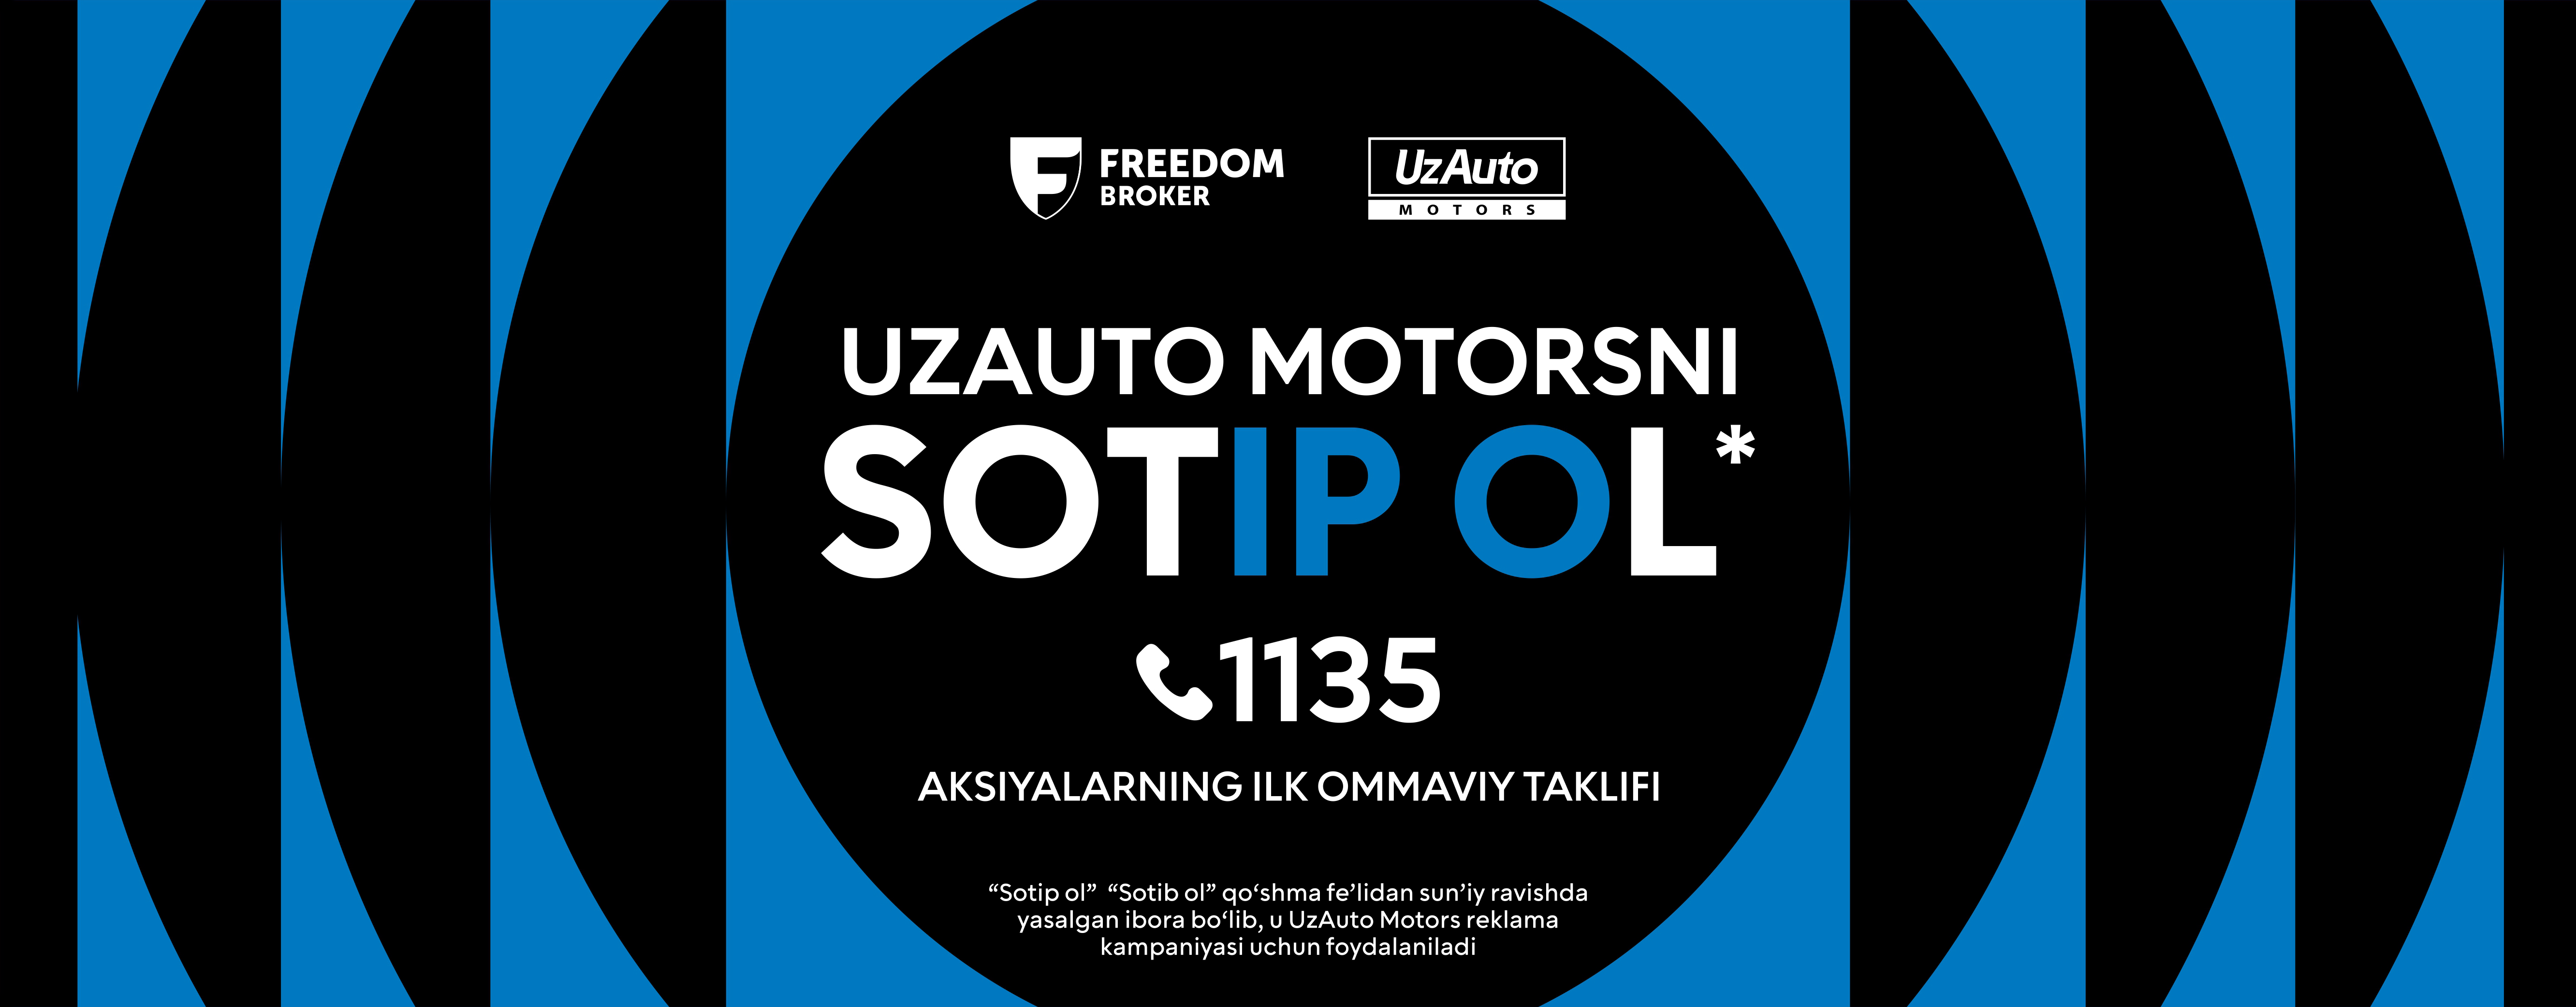 FREEDOM
BROKER
UzAuto
MOTORS
UZAUTO MOTORSNI
SOTIP OL*
1135
AKSIYALARNING ILK OMMAVIY TAKLIFI
“Sotip ol” “Sotib ol” qo‘shma fe’lidan sun’iy ravishda
yasalgan ibora bo‘lib, u UzAuto Motors reklama
kampaniyasi uchun foydalaniladi